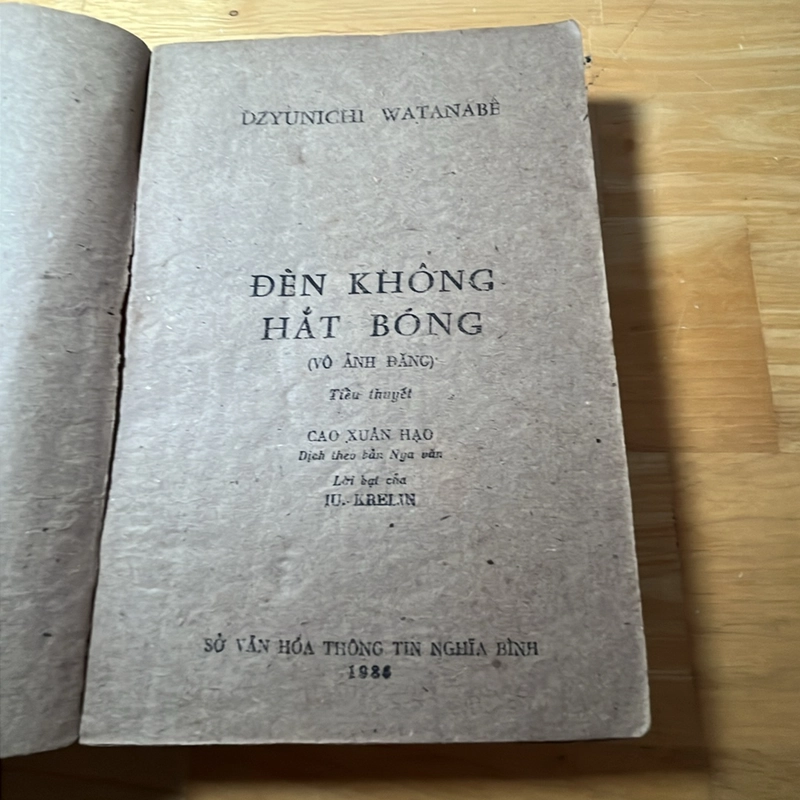 DZYUNICHI WATANABÊ
ĐÈN KHÔNG
HẮT BÓNG
(VÔ ẢNH ĐĂNG)
Tiểu thuyết
CAO XUÂN HẠO
Dịch theo bản Nga văn
Lời bạt của
IU. KRELIN
SỞ VĂN HÓA THÔNG TIN NGHĨA BÌNH
1986